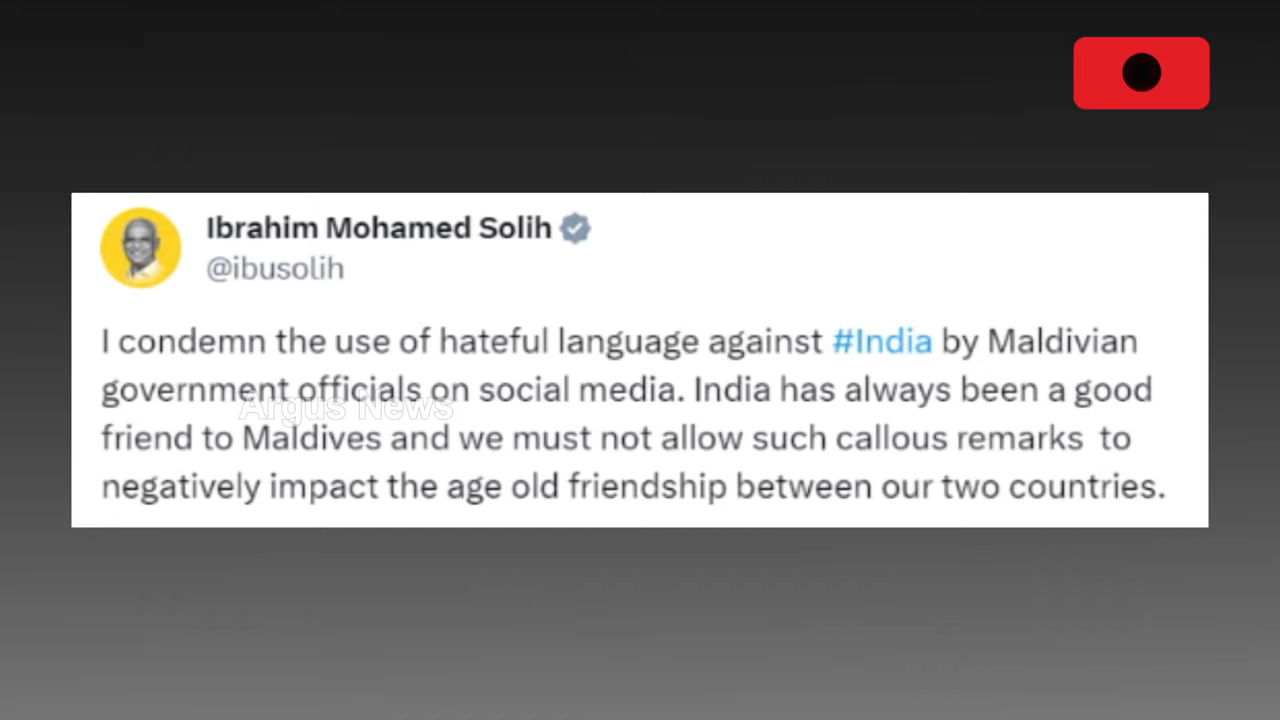 Ibrahim Mohamed Solih
@ibusolih
I condemn the use of hateful language against #India by Maldivian
government officials on social media. India has always been a good
Argus News
friend to Maldives and we must not allow such callous remarks to
negatively impact the age old friendship between our two countries.